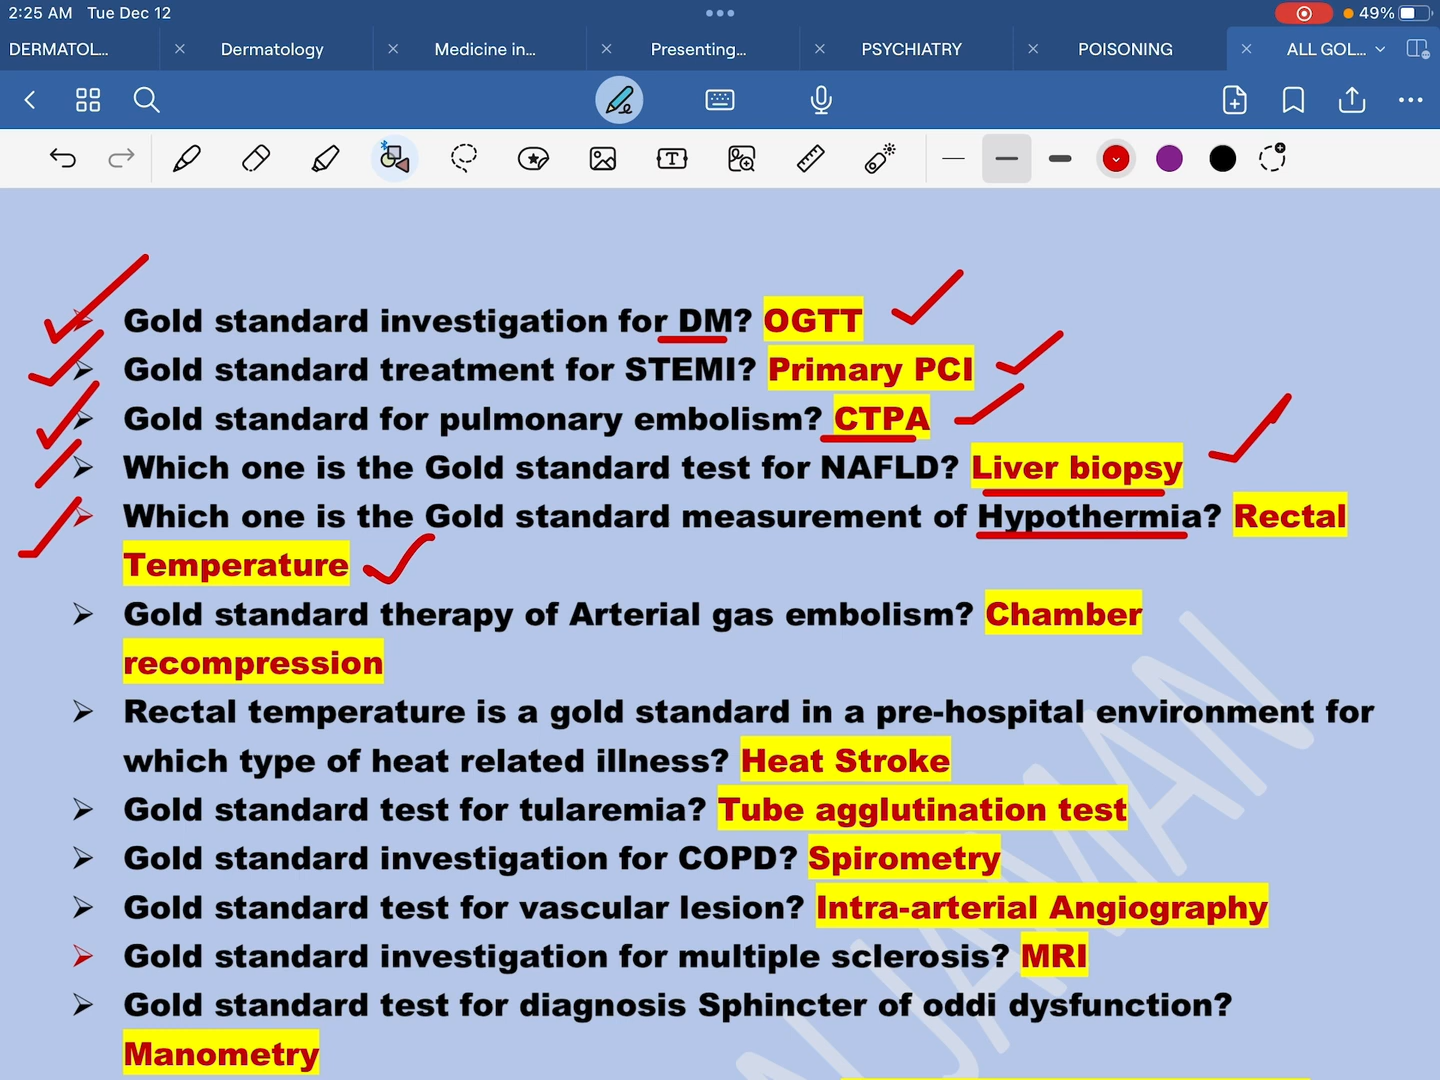 2:25 AM Tue Dec 12
49%
DERMATOL... Dermatology Medicine in... Presenting... PSYCHIATRY POISONING ALL GOL...
Gold standard investigation for DM? OGTT
Gold standard treatment for STEMI? Primary PCI
Gold standard for pulmonary embolism? CTPA
Which one is the Gold standard test for NAFLD? Liver biopsy
Which one is the Gold standard measurement of Hypothermia? Rectal
Temperature
Gold standard therapy of Arterial gas embolism? Chamber
recompression
Rectal temperature is a gold standard in a pre-hospital environment for
which type of heat related illness? Heat Stroke
Gold standard test for tularemia? Tube agglutination test
Gold standard investigation for COPD? Spirometry
Gold standard test for vascular lesion? Intra-arterial Angiography
Gold standard investigation for multiple sclerosis? MRI
Gold standard test for diagnosis Sphincter of oddi dysfunction?
Manometry